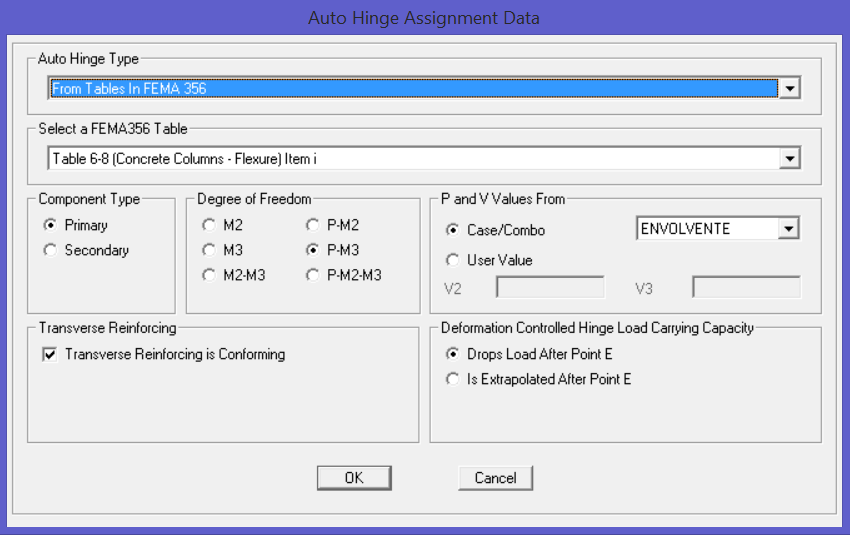 Auto Hinge Assignment Data
Auto Hinge Type
From Tables In FEMA 356
Select a FEMA356 Table
Table 6-8 (Concrete Columns - Flexure) Item i
Component Type
Primary
Secondary
Degree of Freedom
M2
P-M2
M3
P-M3
M2-M3
P-M2-M3
P and V Values From
Case/Combo
ENVOLVENTE
User Value
V2
V3
Transverse Reinforcing
Transverse Reinforcing is Conforming
Deformation Controlled Hinge Load Carrying Capacity
Drops Load After Point E
Is Extrapolated After Point E
OK
Cancel